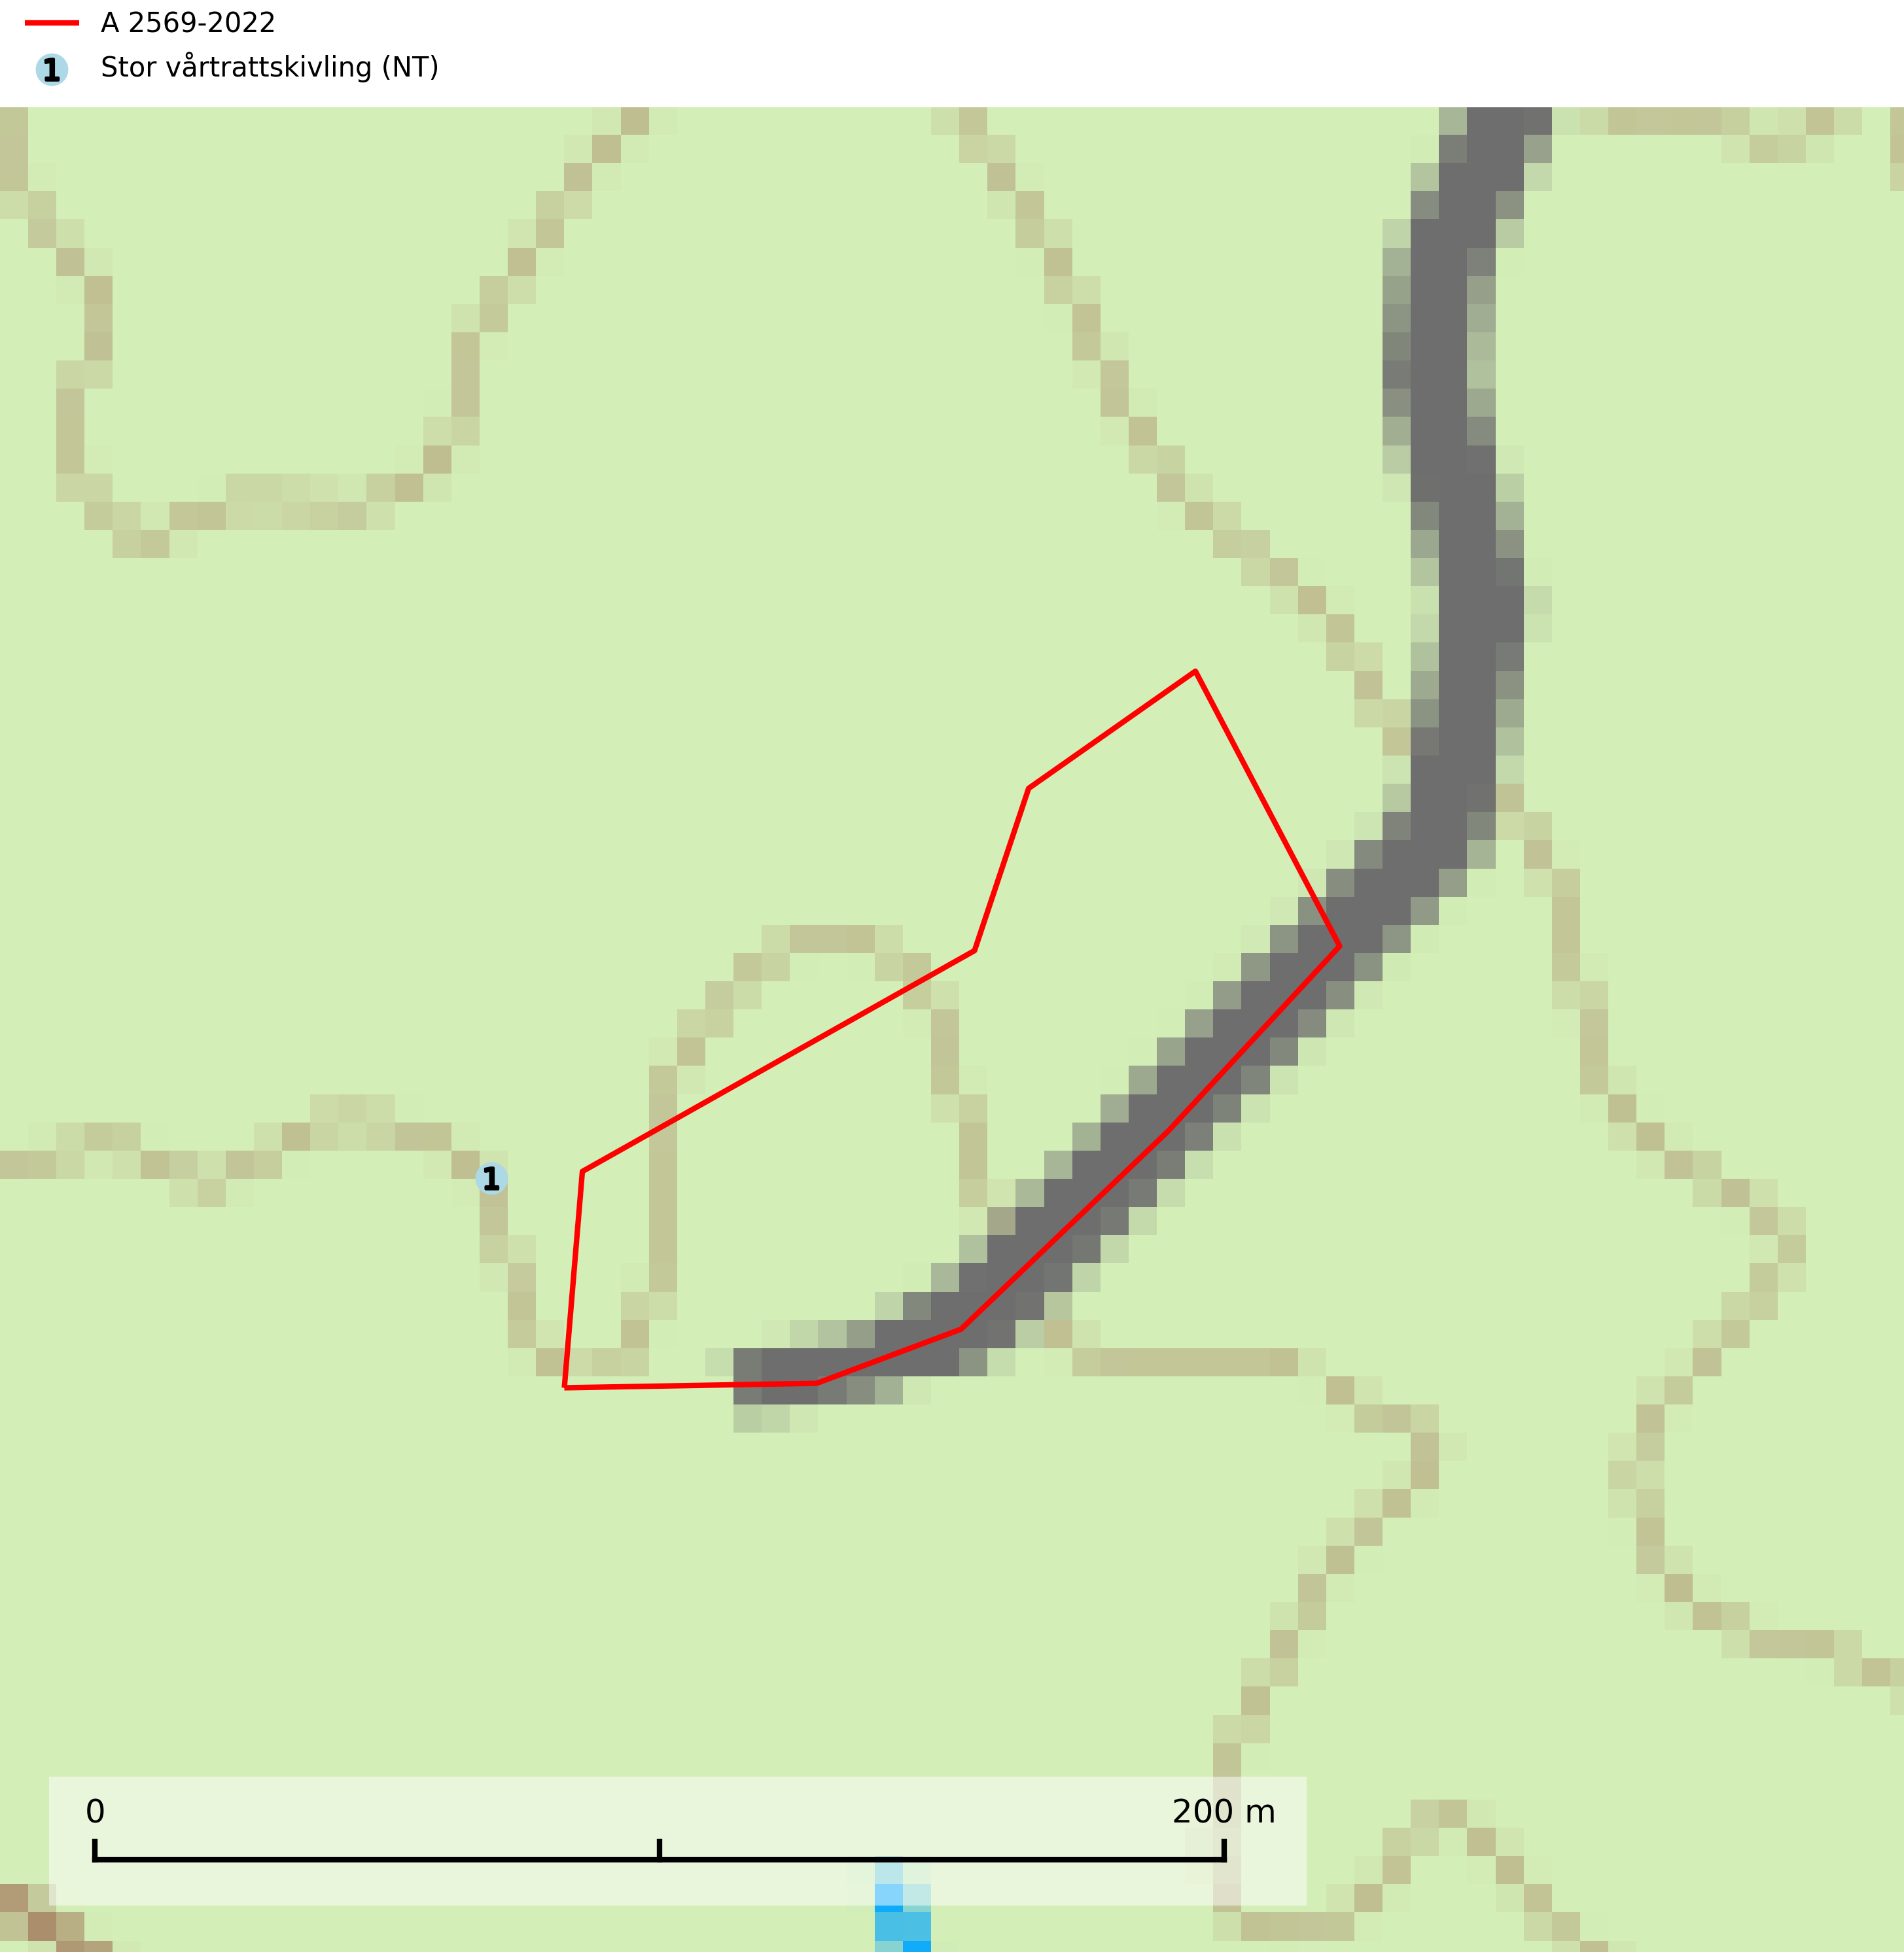 A 2569-2022
1 Stor vårtrattskivling (NT)
1
0 200 m